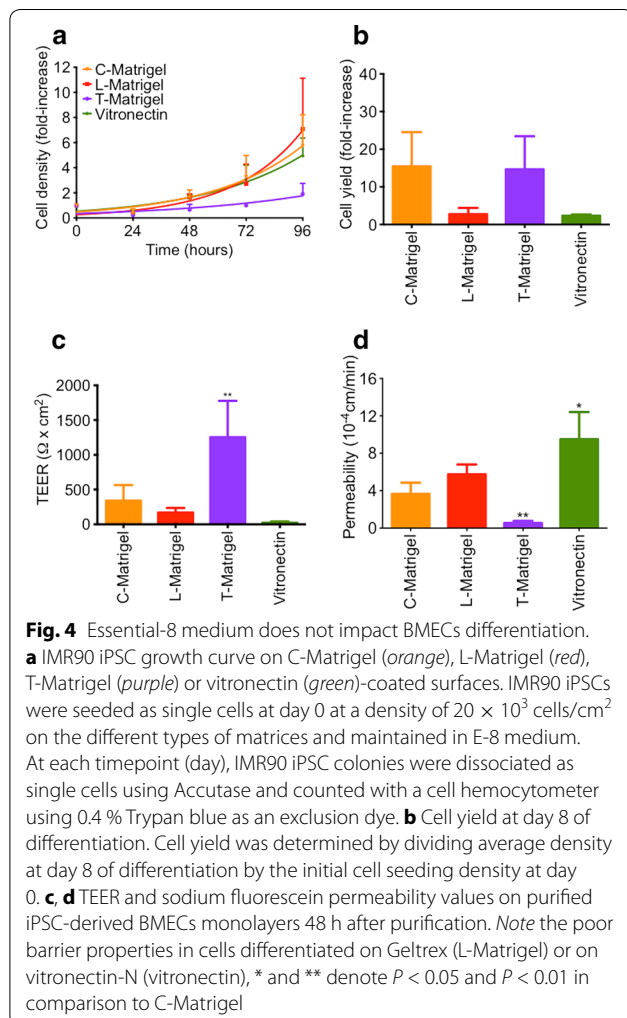 a
12
10
8
6
4
2
0
Cell density (fold-increase)
C-Matrigel
L-Matrigel
T-Matrigel
Vitronectin
0 24 48 72 96
Time (hours)
b
40
30
20
10
0
Cell yield (fold-increase)
C-Matrigel
L-Matrigel
T-Matrigel
Vitronectin
c
2000
1500
1000
500
0
TEER (Ω x cm²)
**
C-Matrigel
L-Matrigel
T-Matrigel
Vitronectin
d
16
12
8
4
0
Permeability (10⁻⁴cm/min)
**
*
C-Matrigel
L-Matrigel
T-Matrigel
Vitronectin
Fig. 4 Essential-8 medium does not impact BMECs differentiation.
a IMR90 iPSC growth curve on C-Matrigel (orange), L-Matrigel (red),
T-Matrigel (purple) or vitronectin (green)-coated surfaces. IMR90 iPSCs
were seeded as single cells at day 0 at a density of 20 × 10³ cells/cm²
on the different types of matrices and maintained in E-8 medium.
At each timepoint (day), IMR90 iPSC colonies were dissociated as
single cells using Accutase and counted with a cell hemocytometer
using 0.4 % Trypan blue as an exclusion dye. b Cell yield at day 8 of
differentiation. Cell yield was determined by dividing average density
at day 8 of differentiation by the initial cell seeding density at day
0. c, d TEER and sodium fluorescein permeability values on purified
iPSC-derived BMECs monolayers 48 h after purification. Note the poor
barrier properties in cells differentiated on Geltrex (L-Matrigel) or on
vitronectin-N (vitronectin), * and ** denote P < 0.05 and P < 0.01 in
comparison to C-Matrigel